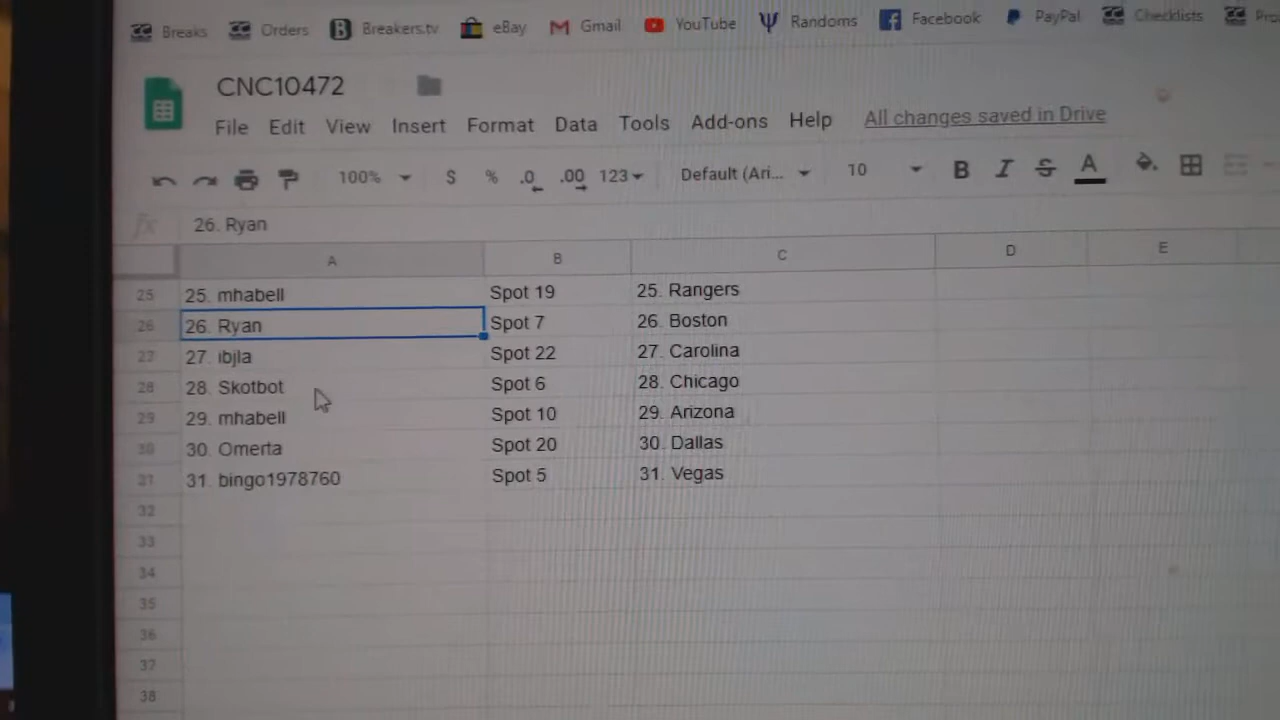 Breaks Orders Breakers.tv eBay Gmail YouTube Randoms Facebook PayPal Checklists
CNC10472
File Edit View Insert Format Data Tools Add-ons Help All changes saved in Drive
100% $ % .0 .00 123 Default (Ari... 10 B I S A
fx 26. Ryan
A B C D E
25 25. mhabell Spot 19 25. Rangers
26 26. Ryan Spot 7 26. Boston
27 27. ibjla Spot 22 27. Carolina
28 28. Skotbot Spot 6 28. Chicago
29 29. mhabell Spot 10 29. Arizona
30 30. Omerta Spot 20 30. Dallas
31 31. bingo1978760 Spot 5 31. Vegas
32
33
34
35
36
37
38